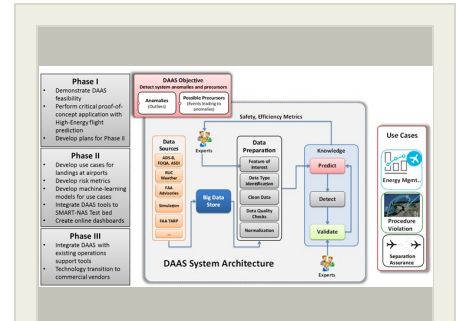 Phase I
• Demonstrate DAAS
feasibility
• Perform critical proof-of-
concept application with
High-Energy flight
prediction
• Develop plans for Phase II
Phase II
• Develop use cases for
landings at airports
• Develop risk metrics
• Develop machine-learning
models for use cases
• Integrate DAAS tools to
SMART-NAS Test bed
• Create online dashboards
Phase III
• Integrate DAAS with
existing operations
support tools
• Technology transition to
commercial vendors
DAAS Objective
Detect system anomalies and precursors
Anomalies
(Outliers)
Possible Precursors
(Events leading to
anomalies)
Safety, Efficiency Metrics
Experts
Data
Sources
ADS-B,
FOQA, ASDI
RUC
Weather
FAA
Advisories
Simulation
FAA TARP
...
Big Data
Store
Data
Preparation
Feature of
Interest
Data Type
Identification
Clean Data
Data Quality
Checks
Normalization
Knowledge
Predict
Detect
Validate
Experts
DAAS System Architecture
Use Cases
Energy Mgmt.
Procedure
Violation
Separation
Assurance